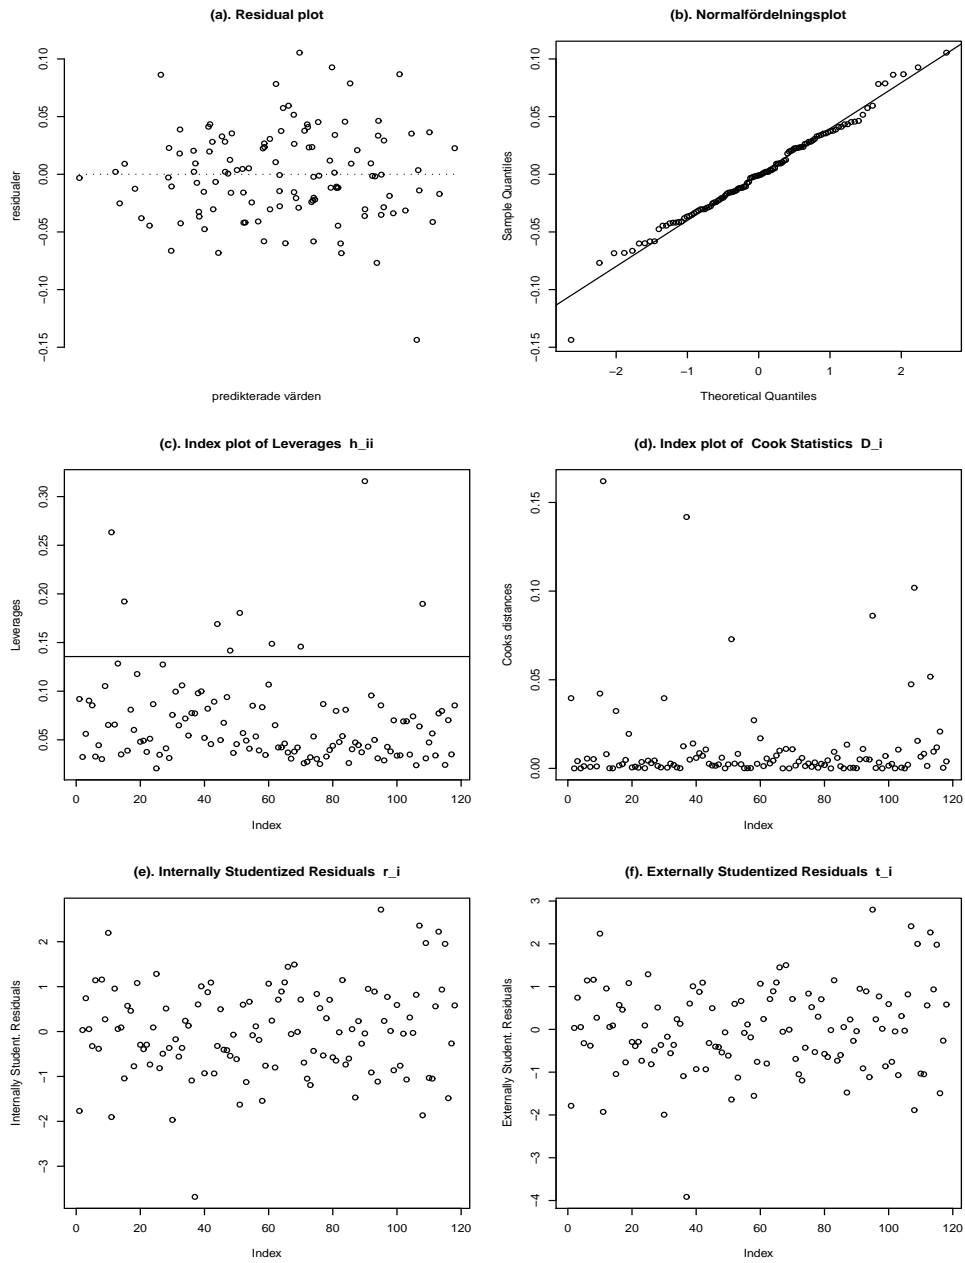 (a). Residual plot
residualer
0.10
0.05
0.00
−0.05
−0.10
−0.15
predikterade värden
(b). Normalfördelningsplot
Sample Quantiles
0.10
0.05
0.00
−0.05
−0.10
−0.15
−2 −1 0 1 2
Theoretical Quantiles
(c). Index plot of Leverages h_ii
Leverages
0.30
0.25
0.20
0.15
0.10
0.05
0 20 40 60 80 100 120
Index
(d). Index plot of Cook Statistics D_i
Cooks distances
0.15
0.10
0.05
0.00
0 20 40 60 80 100 120
Index
(e). Internally Studentized Residuals r_i
Internally Student. Residuals
2
1
0
−1
−2
−3
0 20 40 60 80 100 120
Index
(f). Externally Studentized Residuals t_i
Externally Student. Residuals
3
2
1
0
−1
−2
−3
−4
0 20 40 60 80 100 120
Index